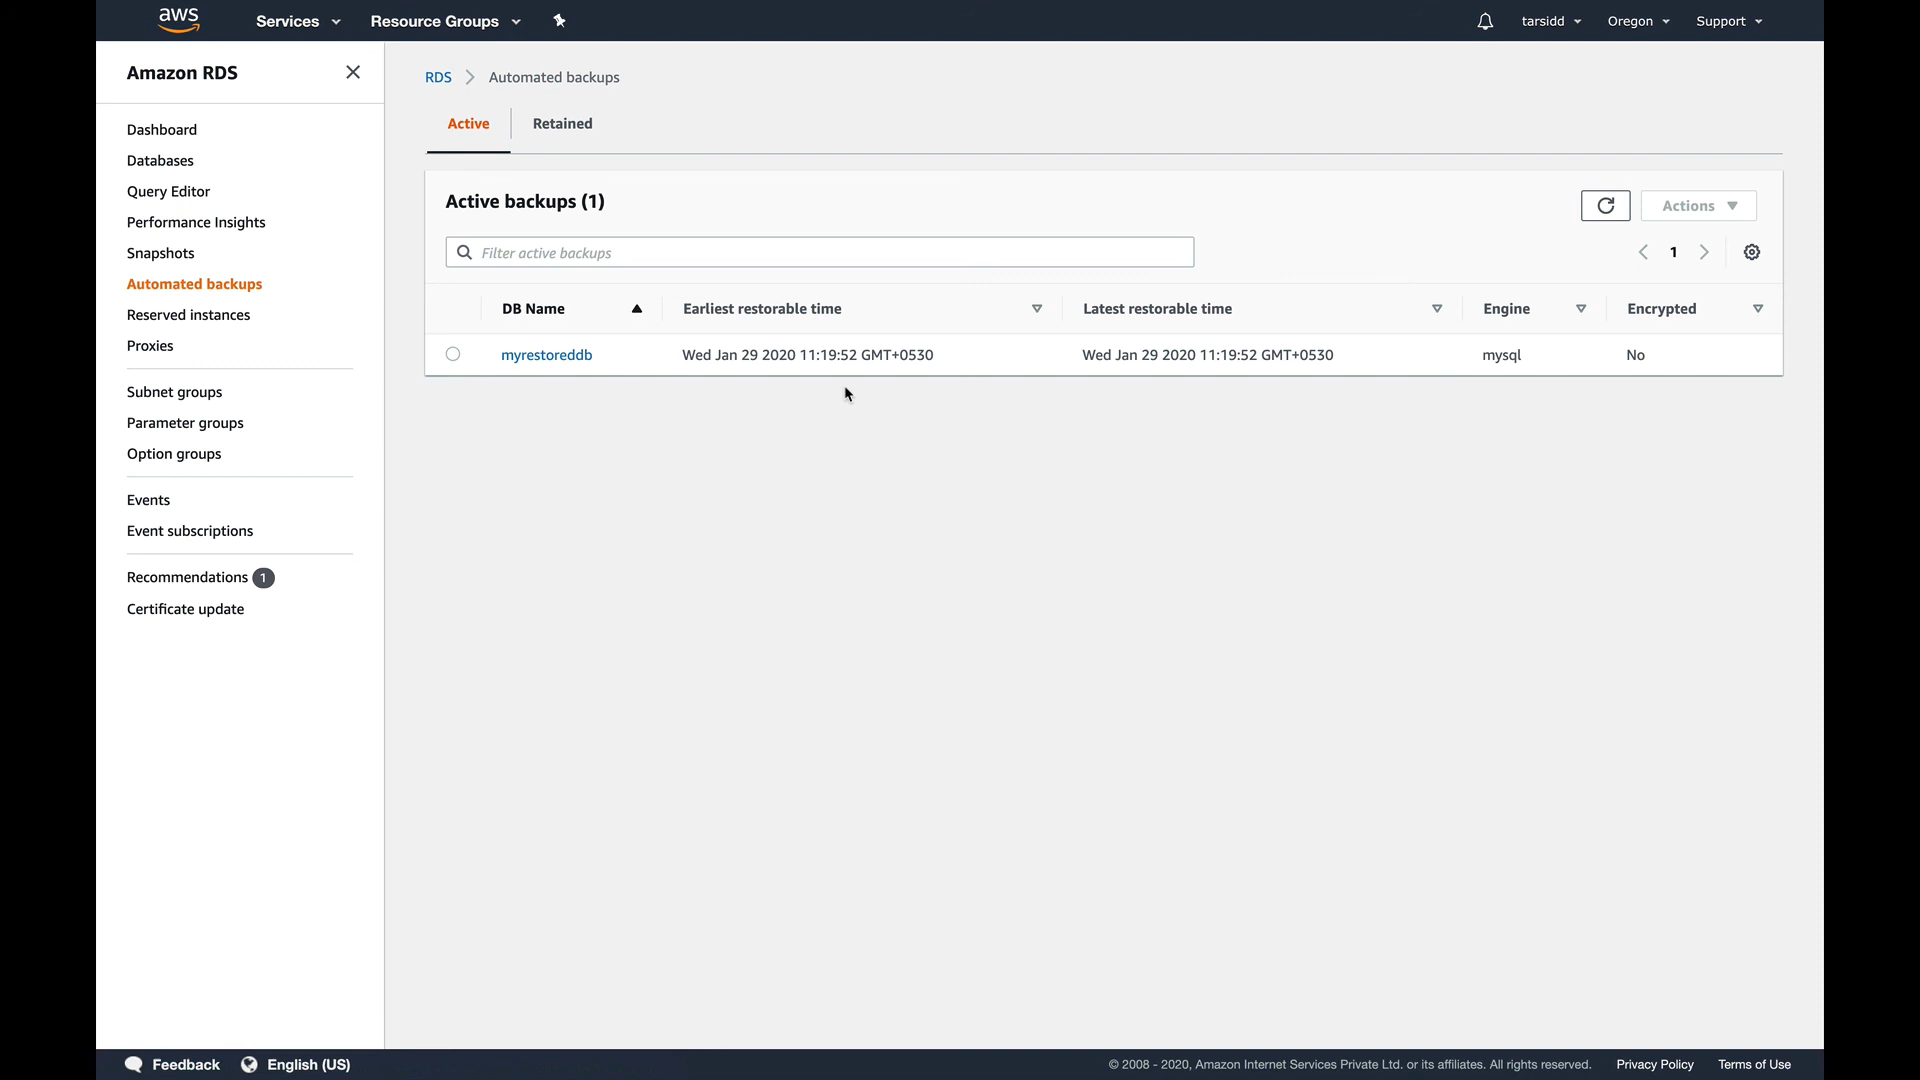 aws Services Resource Groups tarsidd Oregon Support
Amazon RDS
Dashboard
Databases
Query Editor
Performance Insights
Snapshots
Automated backups
Reserved instances
Proxies
Subnet groups
Parameter groups
Option groups
Events
Event subscriptions
Recommendations 1
Certificate update
RDS Automated backups
Active Retained
Active backups (1)
Actions
Filter active backups
1
DB Name Earliest restorable time Latest restorable time Engine Encrypted
myrestoreddb Wed Jan 29 2020 11:19:52 GMT+0530 Wed Jan 29 2020 11:19:52 GMT+0530 mysql No
Feedback English (US) © 2008 - 2020, Amazon Internet Services Private Ltd. or its affiliates. All rights reserved. Privacy Policy Terms of Use